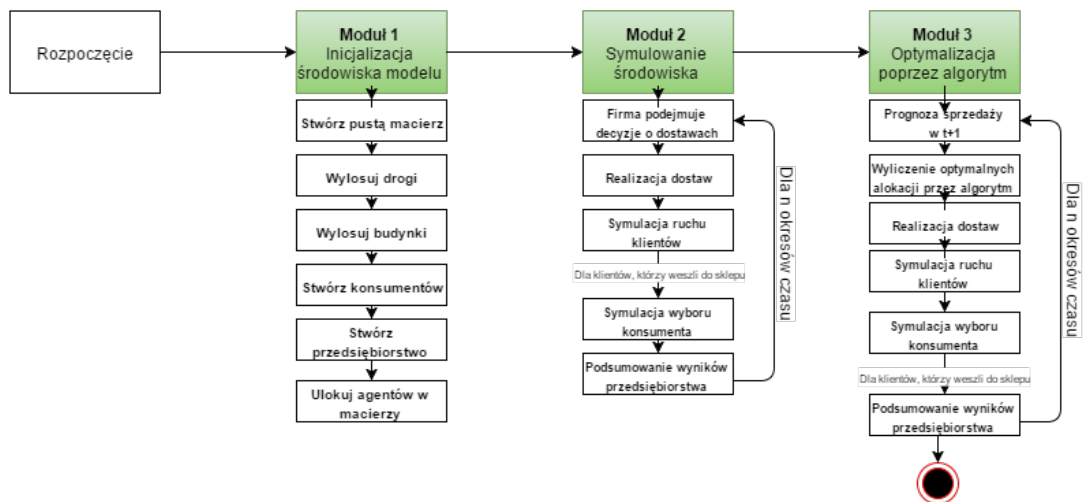 Rozpoczęcie
Moduł 1
Inicjalizacja
środowiska modelu
Stwórz pustą macierz
Wylosuj drogi
Wylosuj budynki
Stwórz konsumentów
Stwórz
przedsiębiorstwo
Ulokuj agentów w
macierzy
Moduł 2
Symulowanie
środowiska
Firma podejmuje
decyzje o dostawach
Realizacja dostaw
Symulacja ruchu
klientów
Dla klientów, którzy weszli do sklepu
Symulacja wyboru
konsumenta
Podsumowanie wyników
przedsiębiorstwa
Dla n okresów czasu
Moduł 3
Optymalizacja
poprzez algorytm
Prognoza sprzedaży
w t+1
Wyliczenie optymalnych
alokacji przez algorytm
Realizacja dostaw
Symulacja ruchu
klientów
Symulacja wyboru
konsumenta
Dla klientów, którzy weszli do sklepu
Podsumowanie wyników
przedsiębiorstwa
Dla n okresów czasu